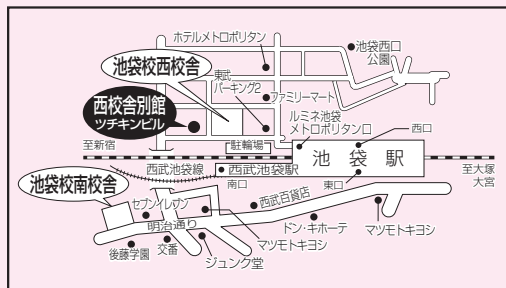 ホテルメトロポリタン
池袋西口
公園
池袋校西校舎
東武
パーキング2
ファミリーマート
西校舎別館
ツチキンビル
ルミネ池袋
メトロポリタン口
西口
至新宿
駐輪場
池袋駅
西武池袋線
西武池袋駅
至大塚
大宮
南口
東口
池袋校南校舎
セブンイレブン
西武百貨店
明治通り
マツモトキヨシ
ドン・キホーテ
マツモトキヨシ
後藤学園
交番
ジュンク堂